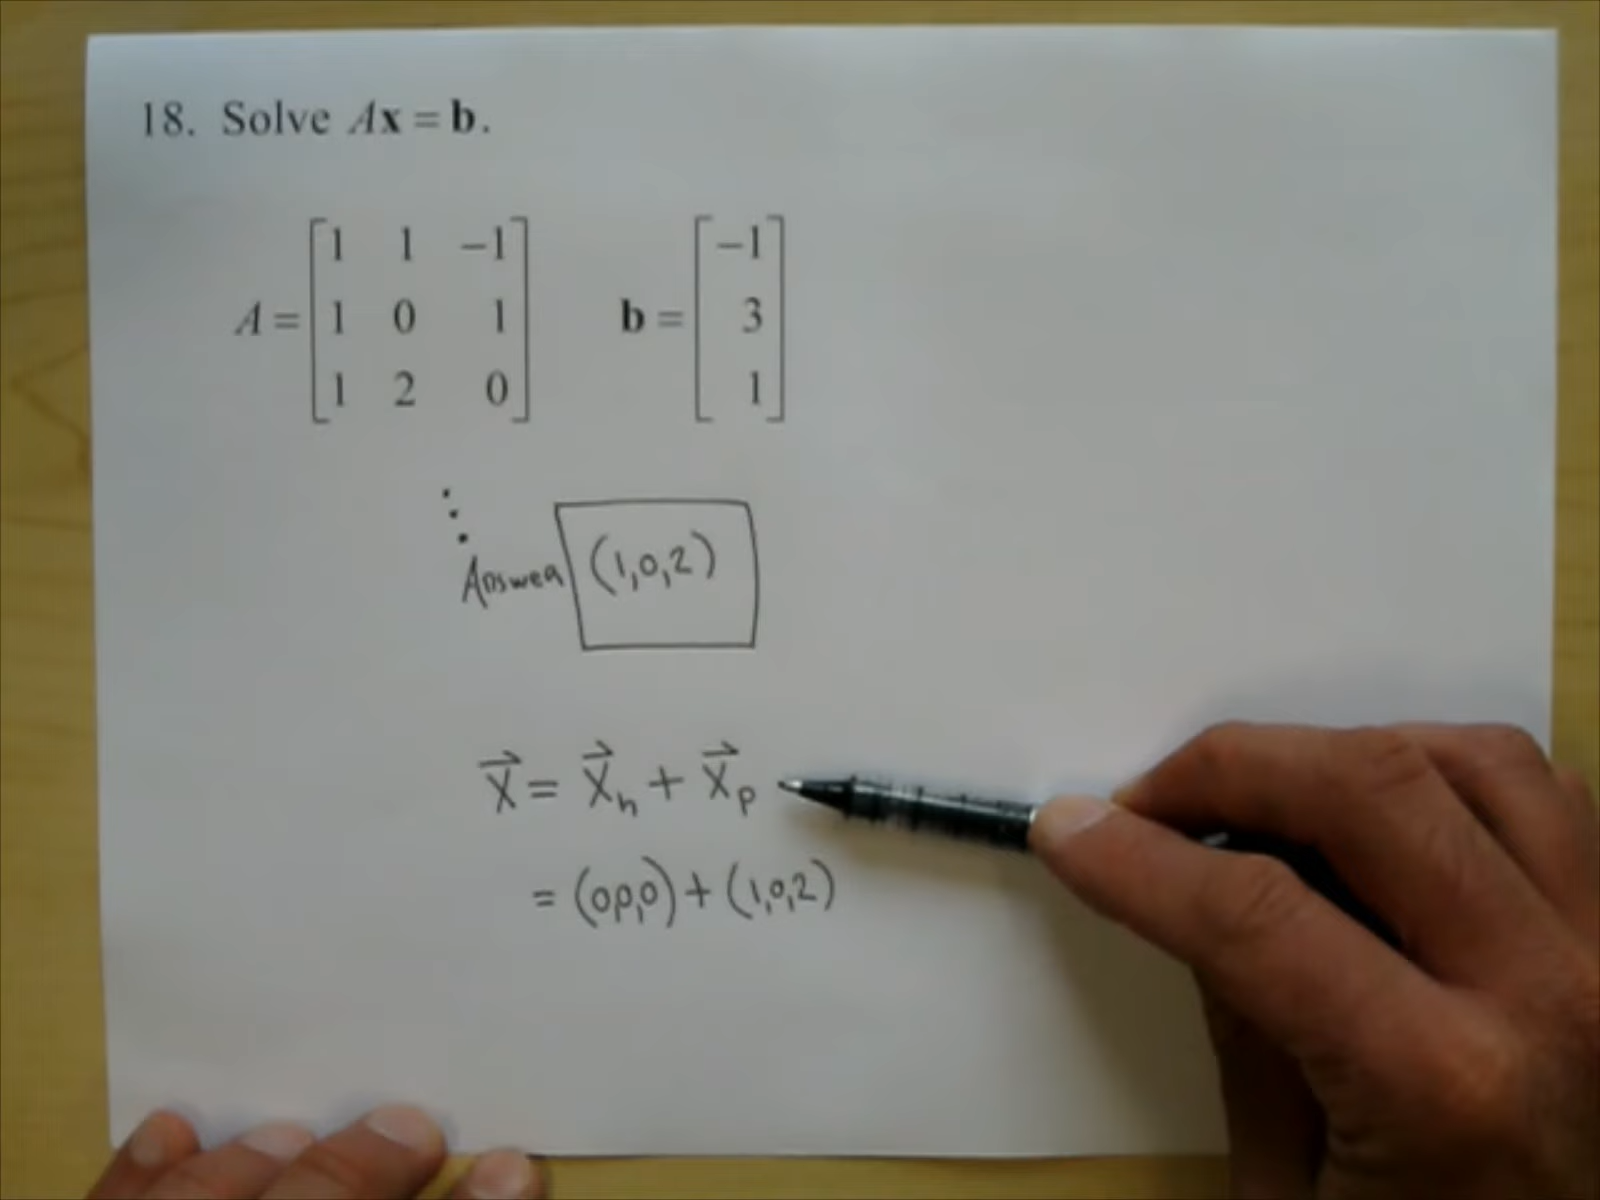 18. Solve Ax = b.
A = [1 1 −1; 1 0 1; 1 2 0] b = [−1; 3; 1]
Answer (1,0,2)
x⃗ = x⃗h + x⃗p
= (0,0,0) + (1,0,2)